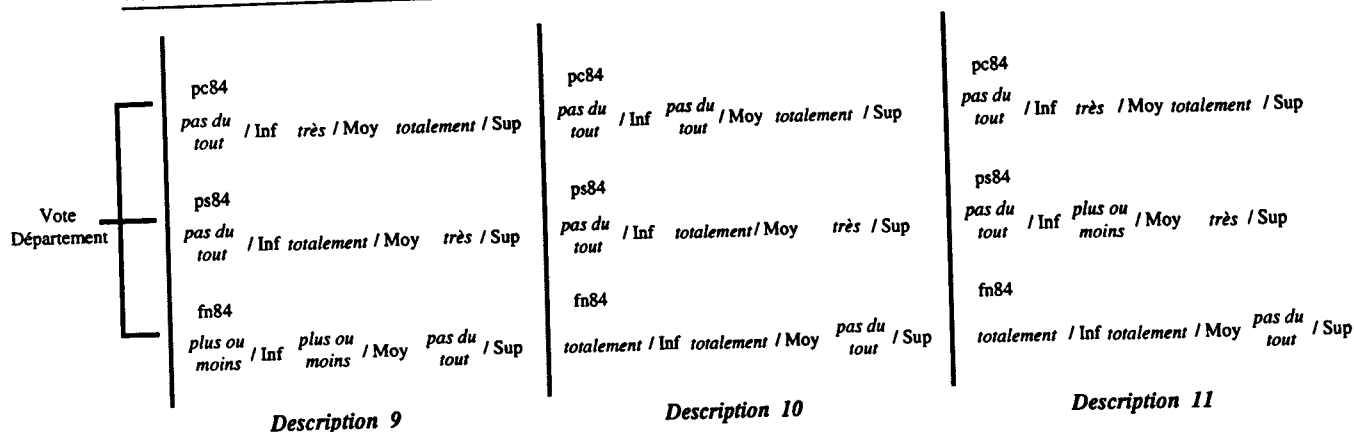 Vote
Département
pc84
pas du tout / Inf très / Moy totalement / Sup
ps84
pas du tout / Inf totalement / Moy très / Sup
fn84
plus ou moins / Inf plus ou moins / Moy pas du tout / Sup
Description 9
pc84
pas du tout / Inf pas du tout / Moy totalement / Sup
ps84
pas du tout / Inf totalement / Moy très / Sup
fn84
totalement / Inf totalement / Moy pas du tout / Sup
Description 10
pc84
pas du tout / Inf très / Moy totalement / Sup
ps84
pas du tout / Inf plus ou moins / Moy très / Sup
fn84
totalement / Inf totalement / Moy pas du tout / Sup
Description 11